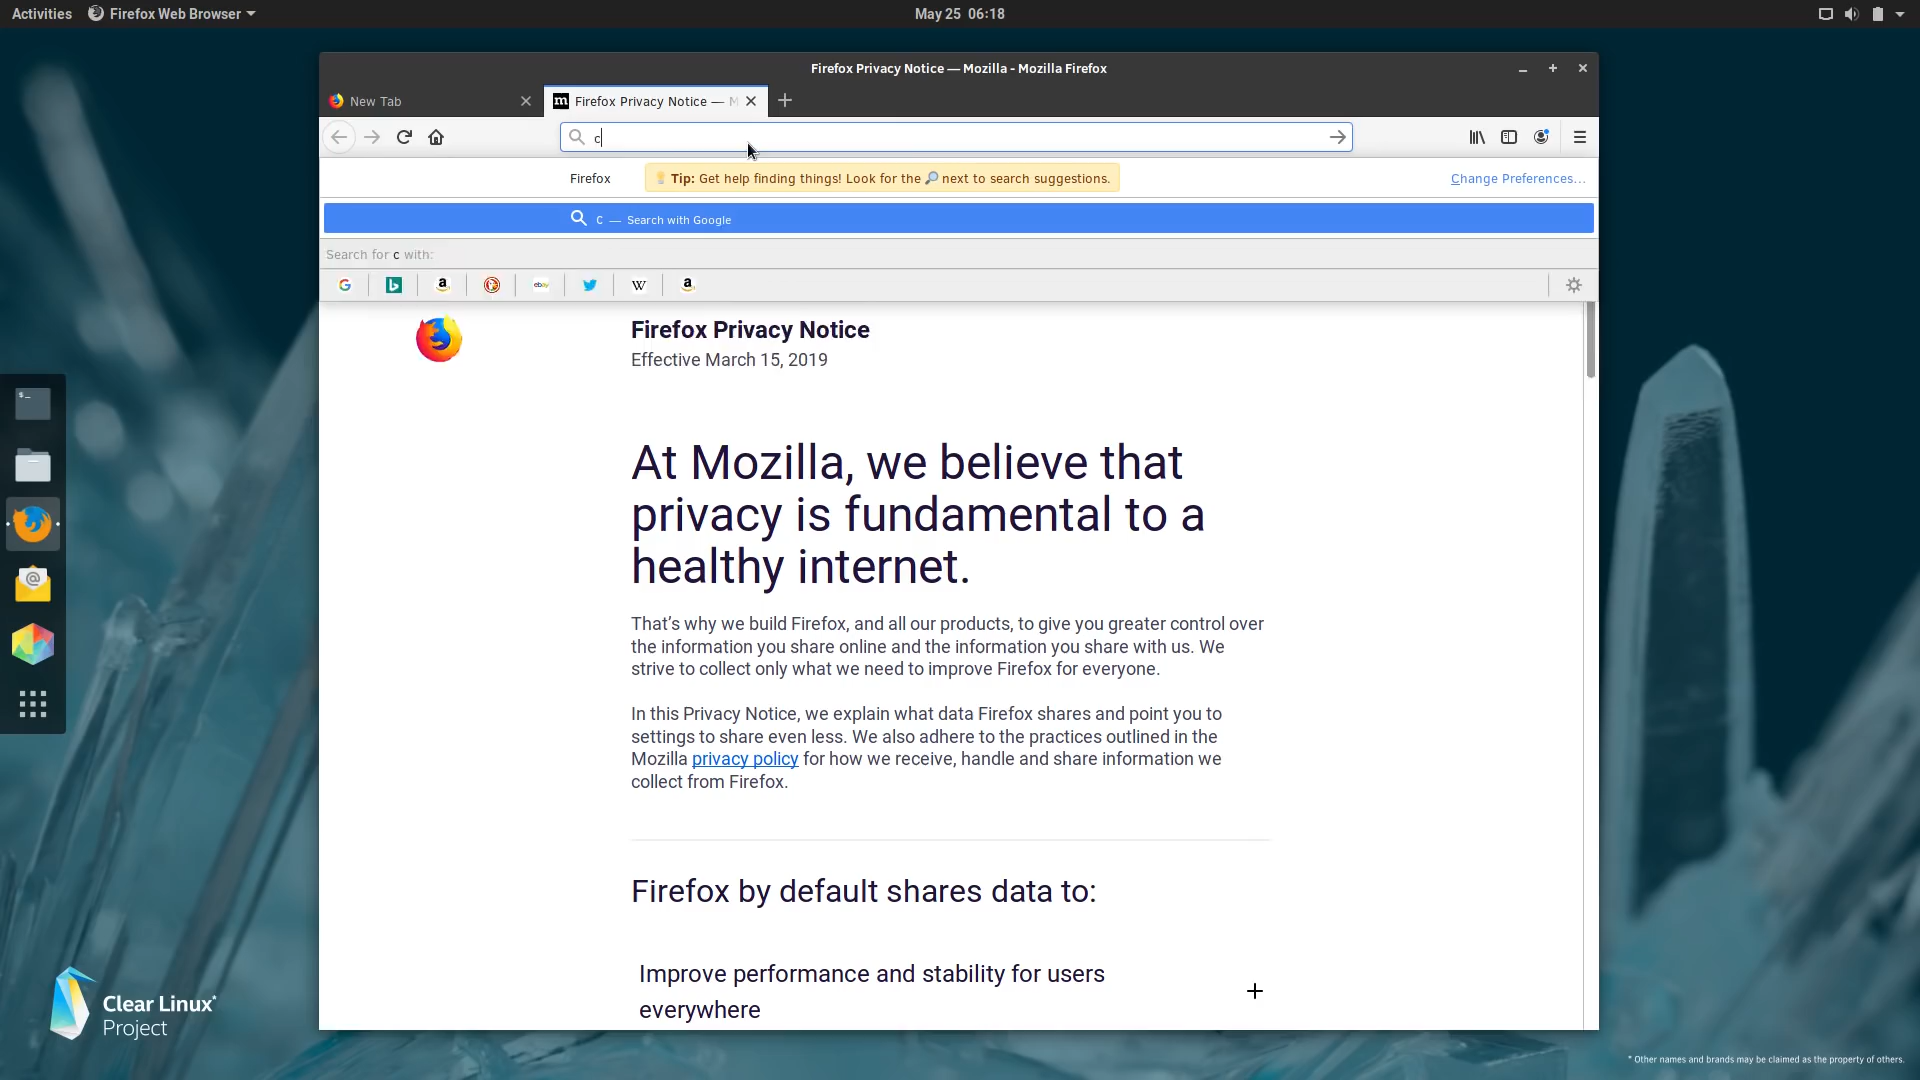 Activities
Firefox Web Browser
May 25 06:18
Firefox Privacy Notice — Mozilla - Mozilla Firefox
New Tab
Firefox Privacy Notice — M
c
Firefox
Tip: Get help finding things! Look for the 🔎 next to search suggestions.
Change Preferences...
c — Search with Google
Search for c with:
Firefox Privacy Notice
Effective March 15, 2019
At Mozilla, we believe that
privacy is fundamental to a
healthy internet.
That’s why we build Firefox, and all our products, to give you greater control over
the information you share online and the information you share with us. We
strive to collect only what we need to improve Firefox for everyone.
In this Privacy Notice, we explain what data Firefox shares and point you to
settings to share even less. We also adhere to the practices outlined in the
Mozilla privacy policy for how we receive, handle and share information we
collect from Firefox.
Firefox by default shares data to:
Improve performance and stability for users
everywhere
Clear Linux*
Project
* Other names and brands may be claimed as the property of others.